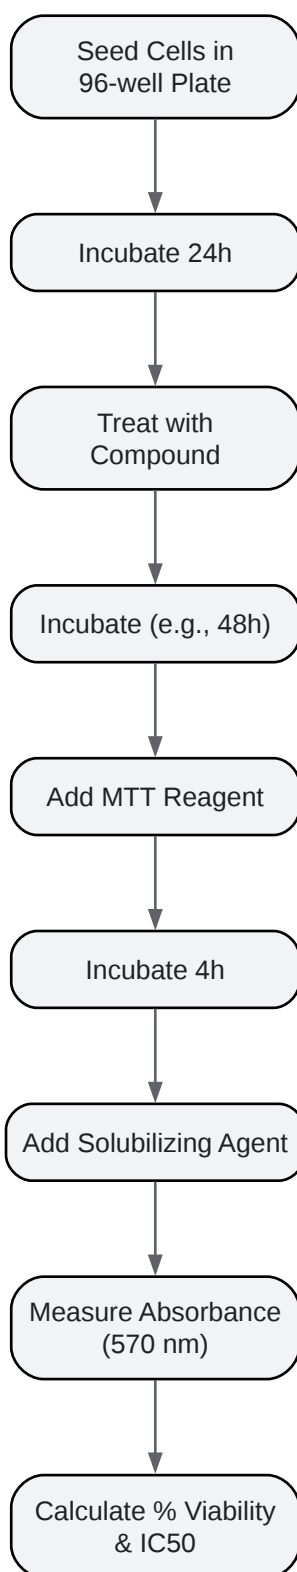 Seed Cells in
96-well Plate
Incubate 24h
Treat with
Compound
Incubate (e.g., 48h)
Add MTT Reagent
Incubate 4h
Add Solubilizing Agent
Measure Absorbance
(570 nm)
Calculate % Viability
& IC50